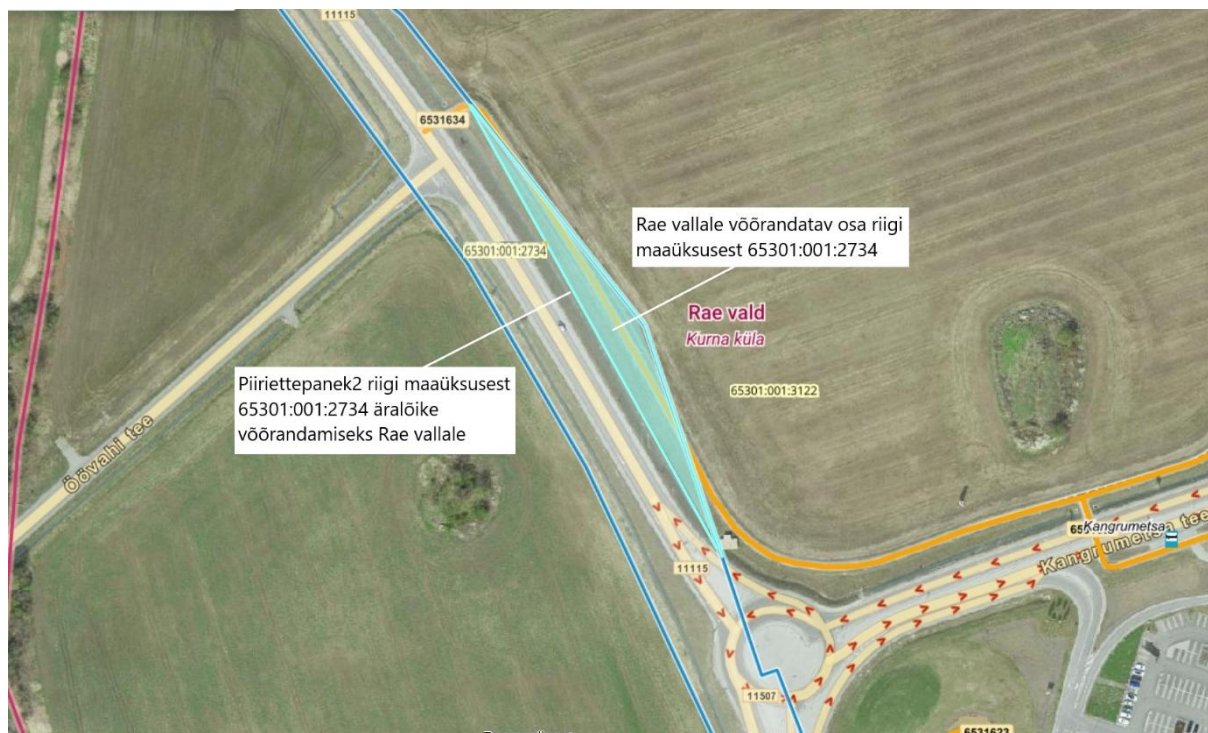 11115
6531634
65301:001:2734
Rae vallale võõrandatav osa riigi
maaüksusest 65301:001:2734
Rae vald
Kurna küla
65301:001:3122
Piiriettepanek2 riigi maaüksusest
65301:001:2734 äralõike
võõrandamiseks Rae vallale
Öövahi tee
Kangrumetsa
Kangrumetsa tee
11115
11507
6531623